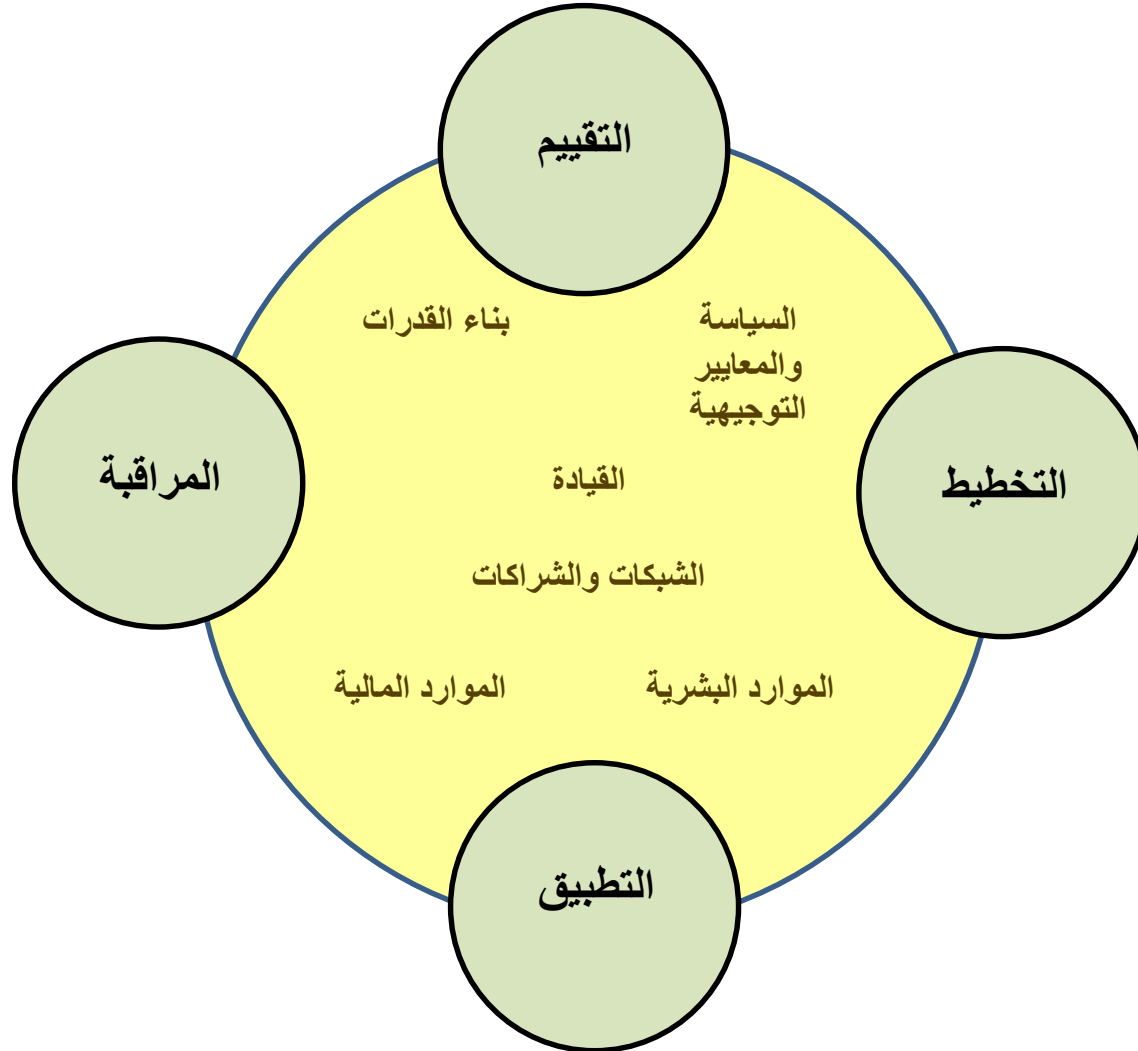 التقييم
السياسة
والمعايير
التوجيهية
بناء القدرات
التخطيط
القيادة
المراقبة
الشبكات والشراكات
الموارد البشرية
الموارد المالية
التطبيق